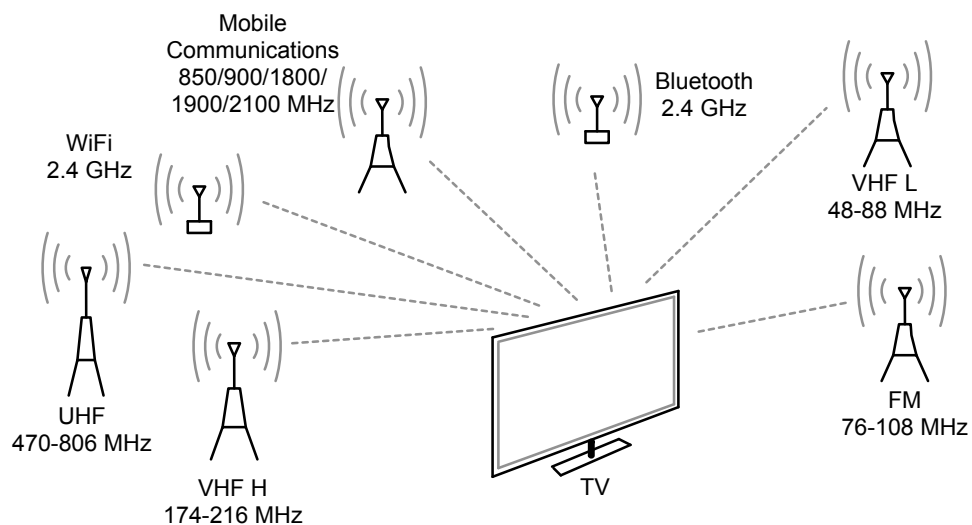 Mobile
Communications
850/900/1800/
1900/2100 MHz
Bluetooth
2.4 GHz
WiFi
2.4 GHz
VHF L
48-88 MHz
UHF
470-806 MHz
VHF H
174-216 MHz
TV
FM
76-108 MHz